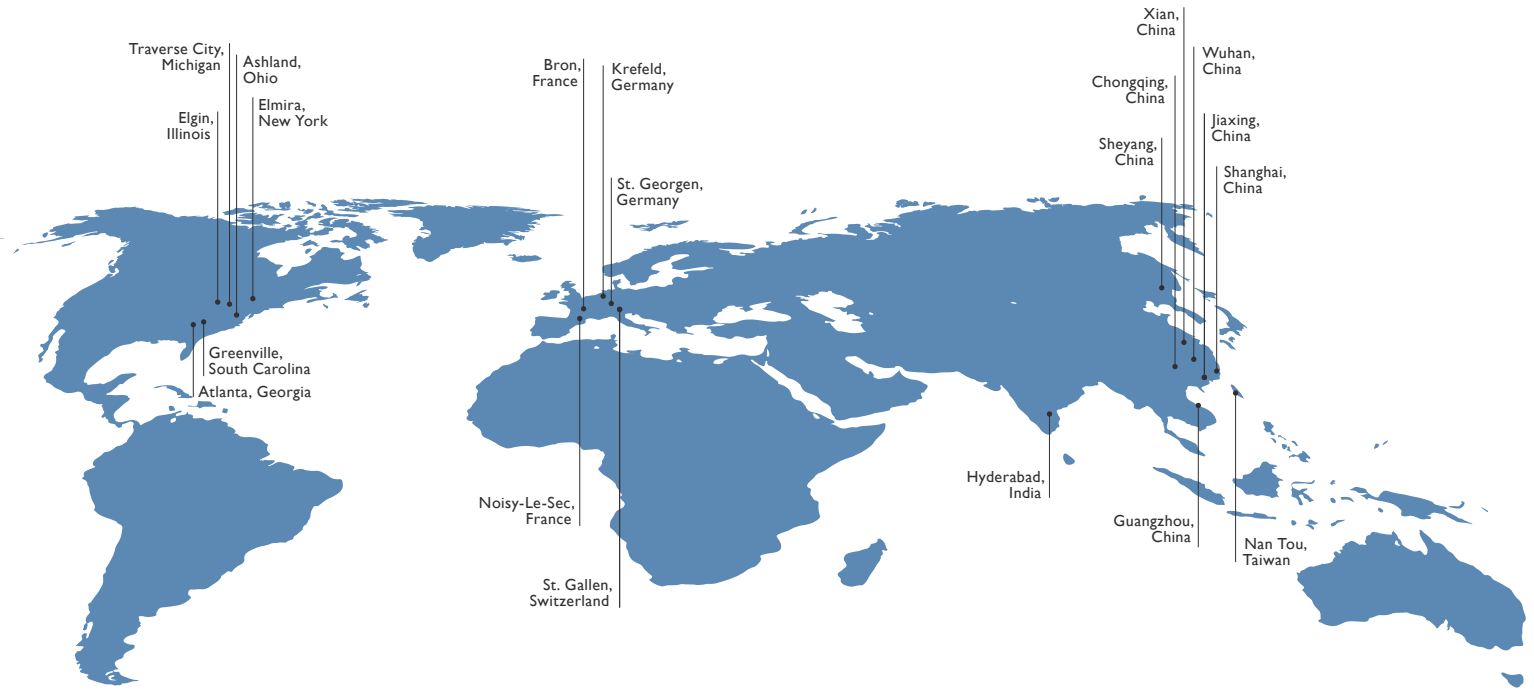 Traverse City,
Michigan
Ashland,
Ohio
Elgin,
Illinois
Elmira,
New York
Greenville,
South Carolina
Atlanta, Georgia
Bron,
France
Krefeld,
Germany
St. Georgen,
Germany
Noisy-Le-Sec,
France
St. Gallen,
Switzerland
Xian,
China
Wuhan,
China
Chongqing,
China
Jiaxing,
China
Sheyang,
China
Shanghai,
China
Hyderabad,
India
Guangzhou,
China
Nan Tou,
Taiwan